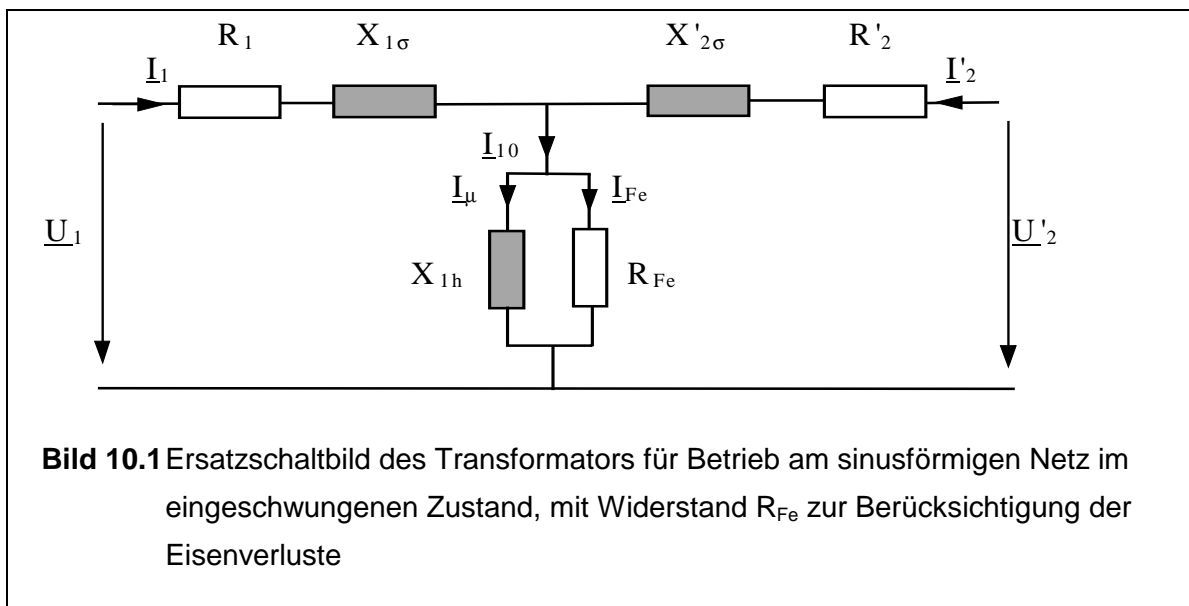 R1 X1σ X'2σ R'2
I1 I'2
I10
Iμ IFe
U1 U'2
X1h RFe
Bild 10.1 Ersatzschaltbild des Transformators für Betrieb am sinusförmigen Netz im
eingeschwungenen Zustand, mit Widerstand RFe zur Berücksichtigung der
Eisenverluste